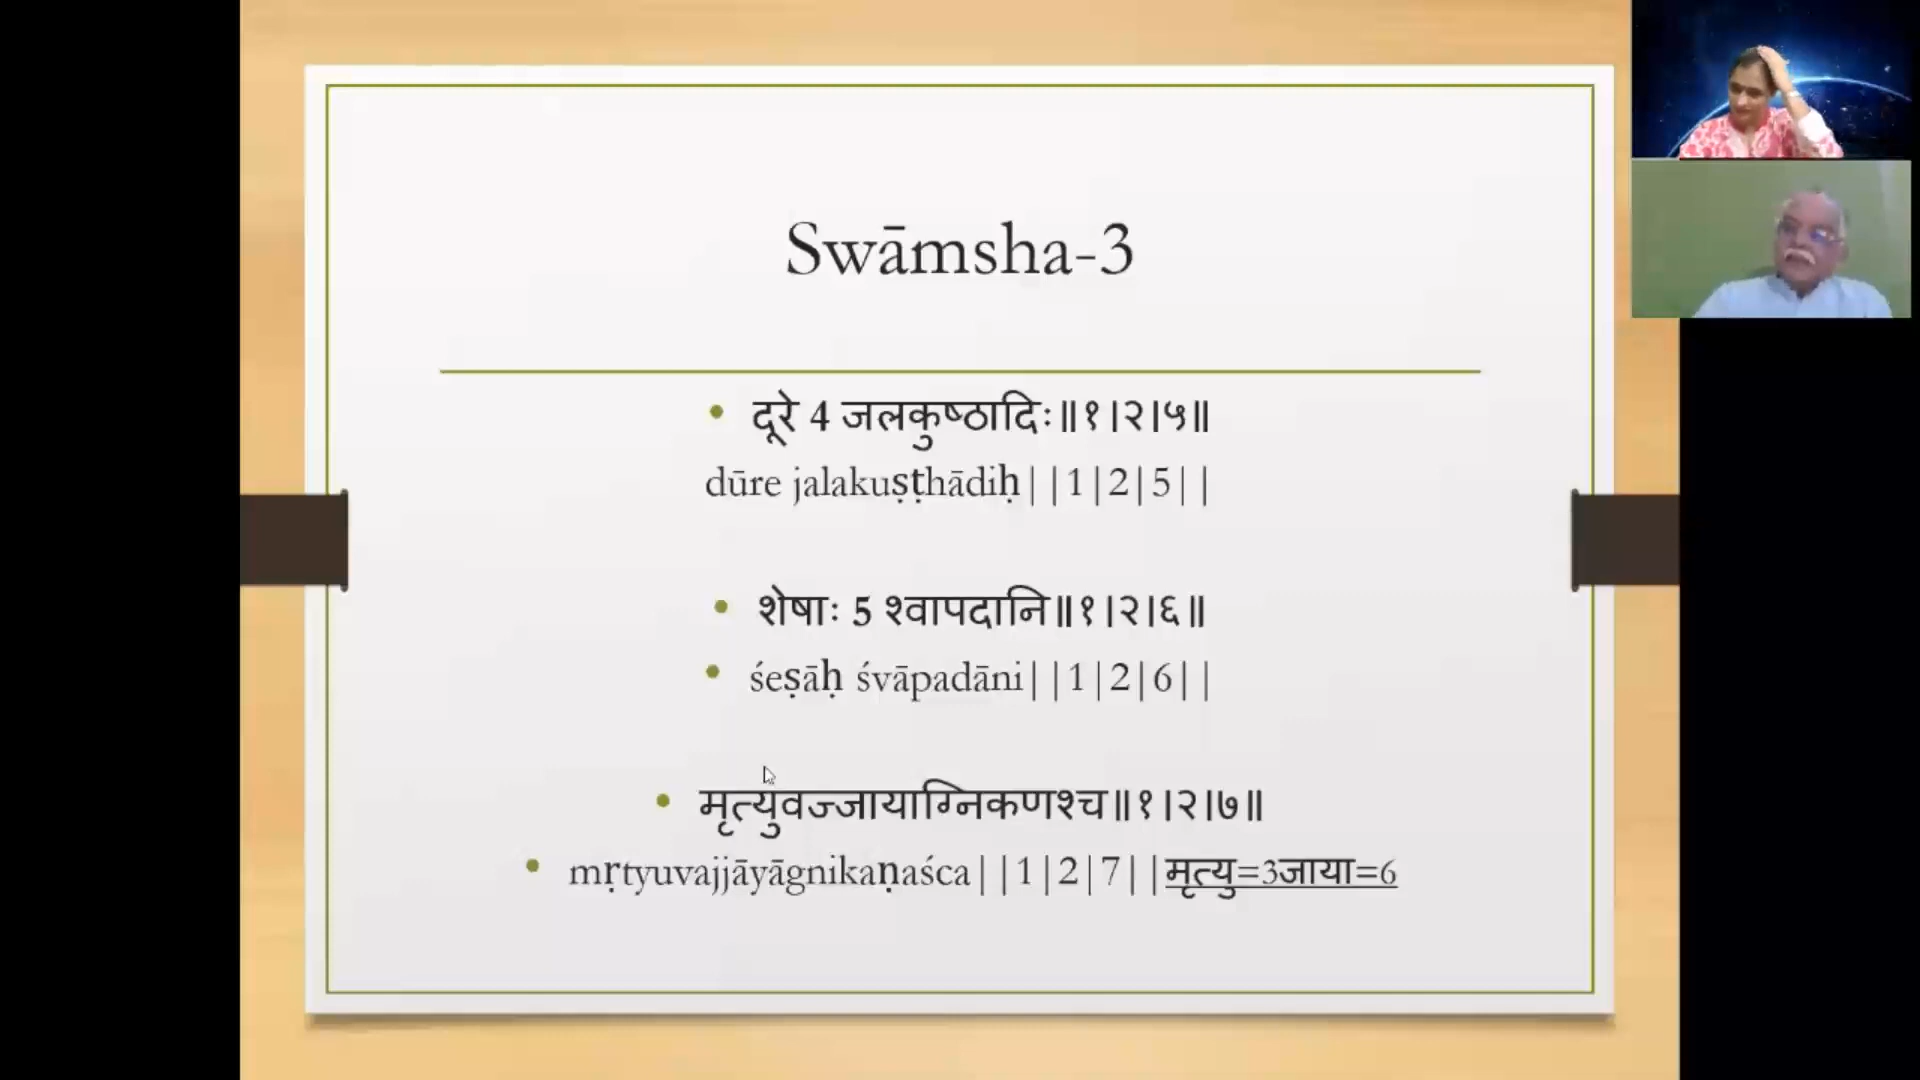 Swāmsha-3
• दूरे 4 जलकुष्ठादिः॥१।२।५॥
dūre jalakuṣṭhādiḥ||1|2|5||
• शेषाः 5 श्वापदानि॥१।२।६॥
• śeṣāḥ śvāpadāni||1|2|6||
• मृत्युवज्जायाग्निकणश्च॥१।२।७॥
• mṛtyuvajjāyāgnikaṇaśca||1|2|7||मृत्यु=3जाया=6